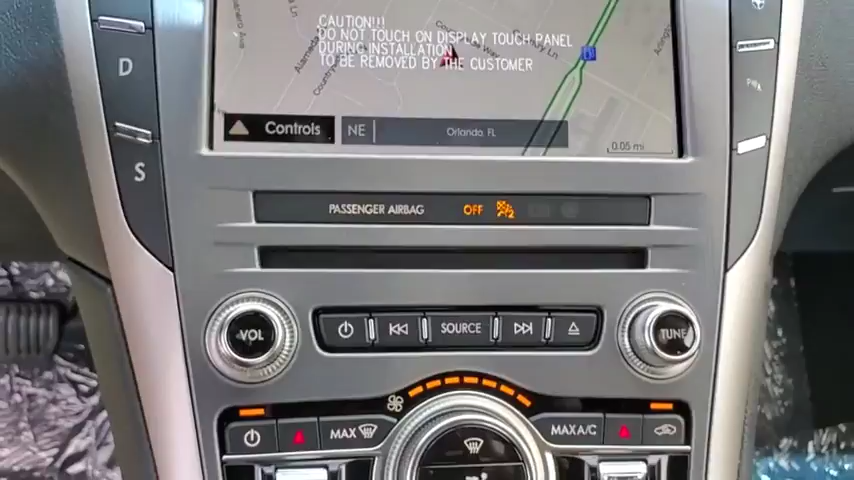 CAUTION!!!
DO NOT TOUCH ON DISPLAY TOUCH PANEL
DURING INSTALLATION
TO BE REMOVED BY THE CUSTOMER
Controls
NE
Orlando, FL
0.05 mi
D
S
PASSENGER AIRBAG
OFF
2
VOL
SOURCE
TUNE
MAX
MAX A/C